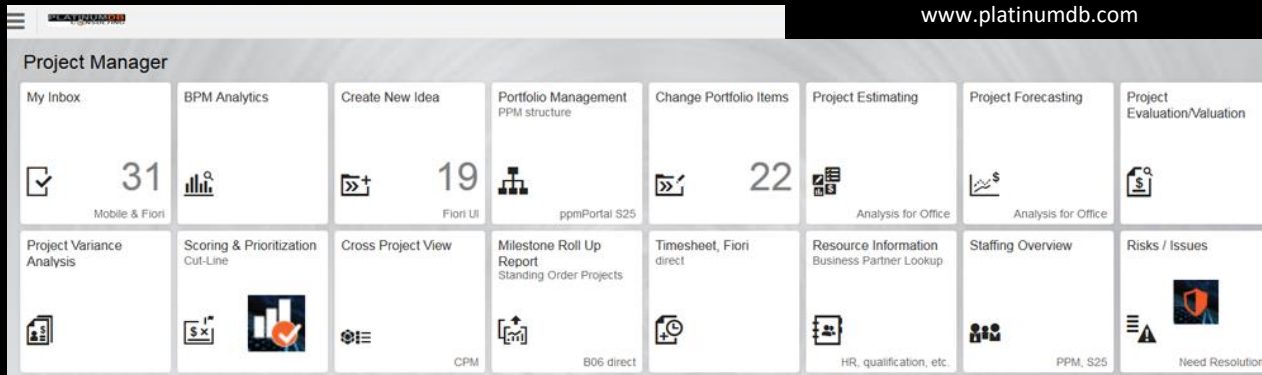 PLATINUMDB
CONSULTING
www.platinumdb.com
Project Manager
My Inbox
31
Mobile & Fiori
BPM Analytics
Create New Idea
19
Fiori UI
Portfolio Management
PPM structure
ppmPortal S25
Change Portfolio Items
22
Project Estimating
Analysis for Office
Project Forecasting
Analysis for Office
Project
Evaluation/Valuation
Project Variance
Analysis
Scoring & Prioritization
Cut-Line
Cross Project View
CPM
Milestone Roll Up
Report
Standing Order Projects
B06 direct
Timesheet, Fiori
direct
Resource Information
Business Partner Lookup
HR, qualification, etc.
Staffing Overview
PPM, S25
Risks / Issues
Need Resolution